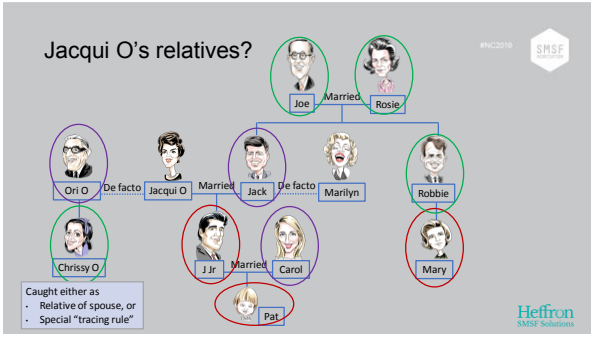 Jacqui O's relatives?
#NC2018
SMSF
ASSOCIATION
Joe
Married
Rosie
Ori O
De facto
Jacqui O
Married
Jack
De facto
Marilyn
Robbie
Chrissy O
J Jr
Married
Carol
Mary
Pat
Caught either as
• Relative of spouse, or
• Special "tracing rule"
Heffron
SMSF Solutions